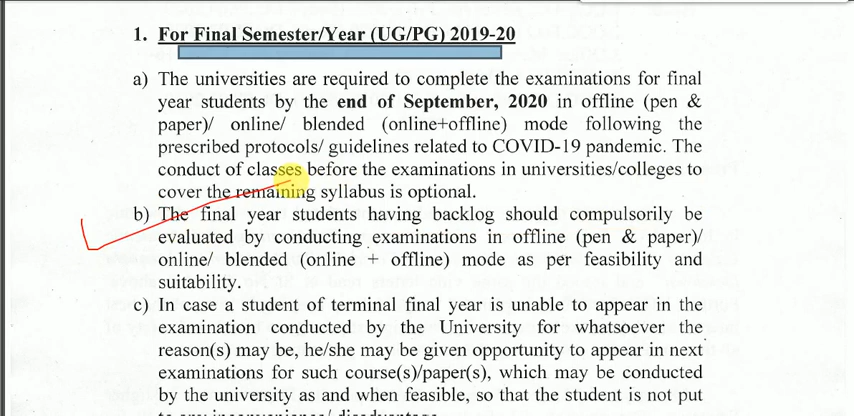 1. For Final Semester/Year (UG/PG) 2019-20
a) The universities are required to complete the examinations for final
year students by the end of September, 2020 in offline (pen &
paper)/ online/ blended (online+offline) mode following the
prescribed protocols/ guidelines related to COVID-19 pandemic. The
conduct of classes before the examinations in universities/colleges to
cover the remaining syllabus is optional.
b) The final year students having backlog should compulsorily be
evaluated by conducting examinations in offline (pen & paper)/
online/ blended (online + offline) mode as per feasibility and
suitability.
c) In case a student of terminal final year is unable to appear in the
examination conducted by the University for whatsoever the
reason(s) may be, he/she may be given opportunity to appear in next
examinations for such course(s)/paper(s), which may be conducted
by the university as and when feasible, so that the student is not put